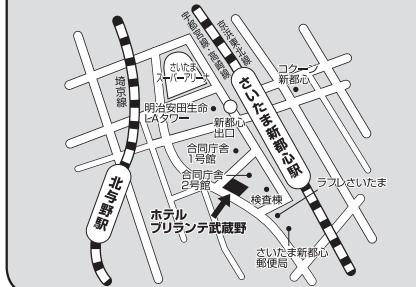 宇都宮線・高崎線
京浜東北線
埼京線
さいたま
スーパーアリーナ
コクーン
新都心
明治安田生命
LAタワー
新都心
出口
さいたま新都心駅
合同庁舎
1号館
合同庁舎
2号館
検査棟
ラフレさいたま
北与野駅
ホテル
ブリランテ武蔵野
さいたま新都心
郵便局